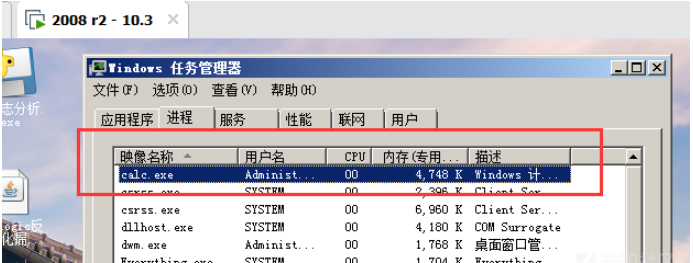 2008 r2 - 10.3 ×
Windows 任务管理器
志分析.
exe
文件(F) 选项(O) 查看(V) 帮助(H)
应用程序 进程 服务 性能 联网 用户
映像名称 用户名 CPU 内存(专用... 描述
calc.exe Administ... 00 4,748 K Windows 计...
csrss.exe SYSTEM 00 2,396 K Client Ser...
csrss.exe SYSTEM 00 6,960 K Client Ser...
dllhost.exe SYSTEM 00 4,180 K COM Surrogate
ogic反
化漏...
dwm.exe Administ... 00 1,768 K 桌面窗口管...
Everything.exe SYSTEM 00 1,704 K Everything